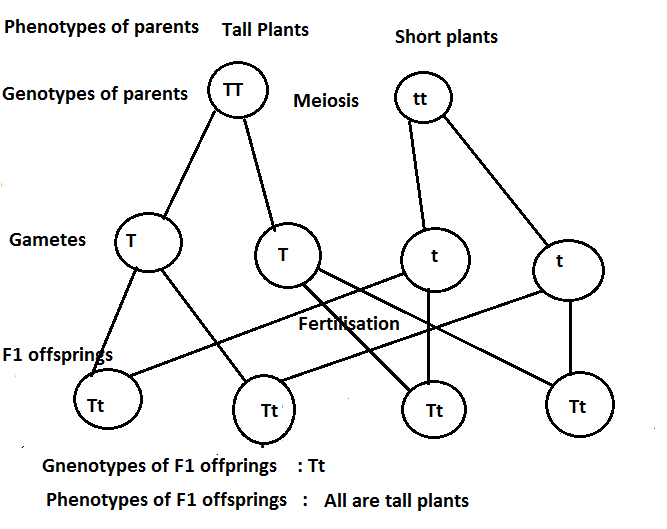 Phenotypes of parents Tall Plants Short plants
Genotypes of parents TT Meiosis tt
Gametes T T t t
Fertilisation
F1 offsprings
Tt Tt Tt Tt
Gnenotypes of F1 offprings : Tt
Phenotypes of F1 offsprings : All are tall plants